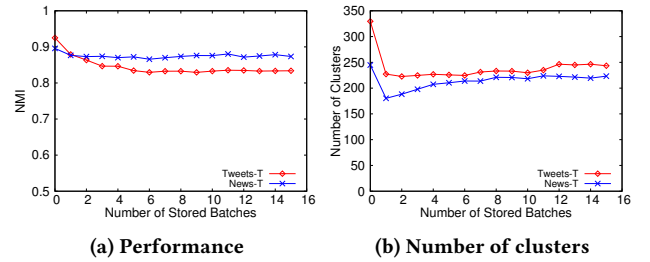 1
0.9
0.8
0.7
0.6
0.5
NMI
0 2 4 6 8 10 12 14 16
Number of Stored Batches
Tweets-T
News-T
(a) Performance
350
300
250
200
150
100
50
0
Number of Clusters
0 2 4 6 8 10 12 14 16
Number of Stored Batches
Tweets-T
News-T
(b) Number of clusters